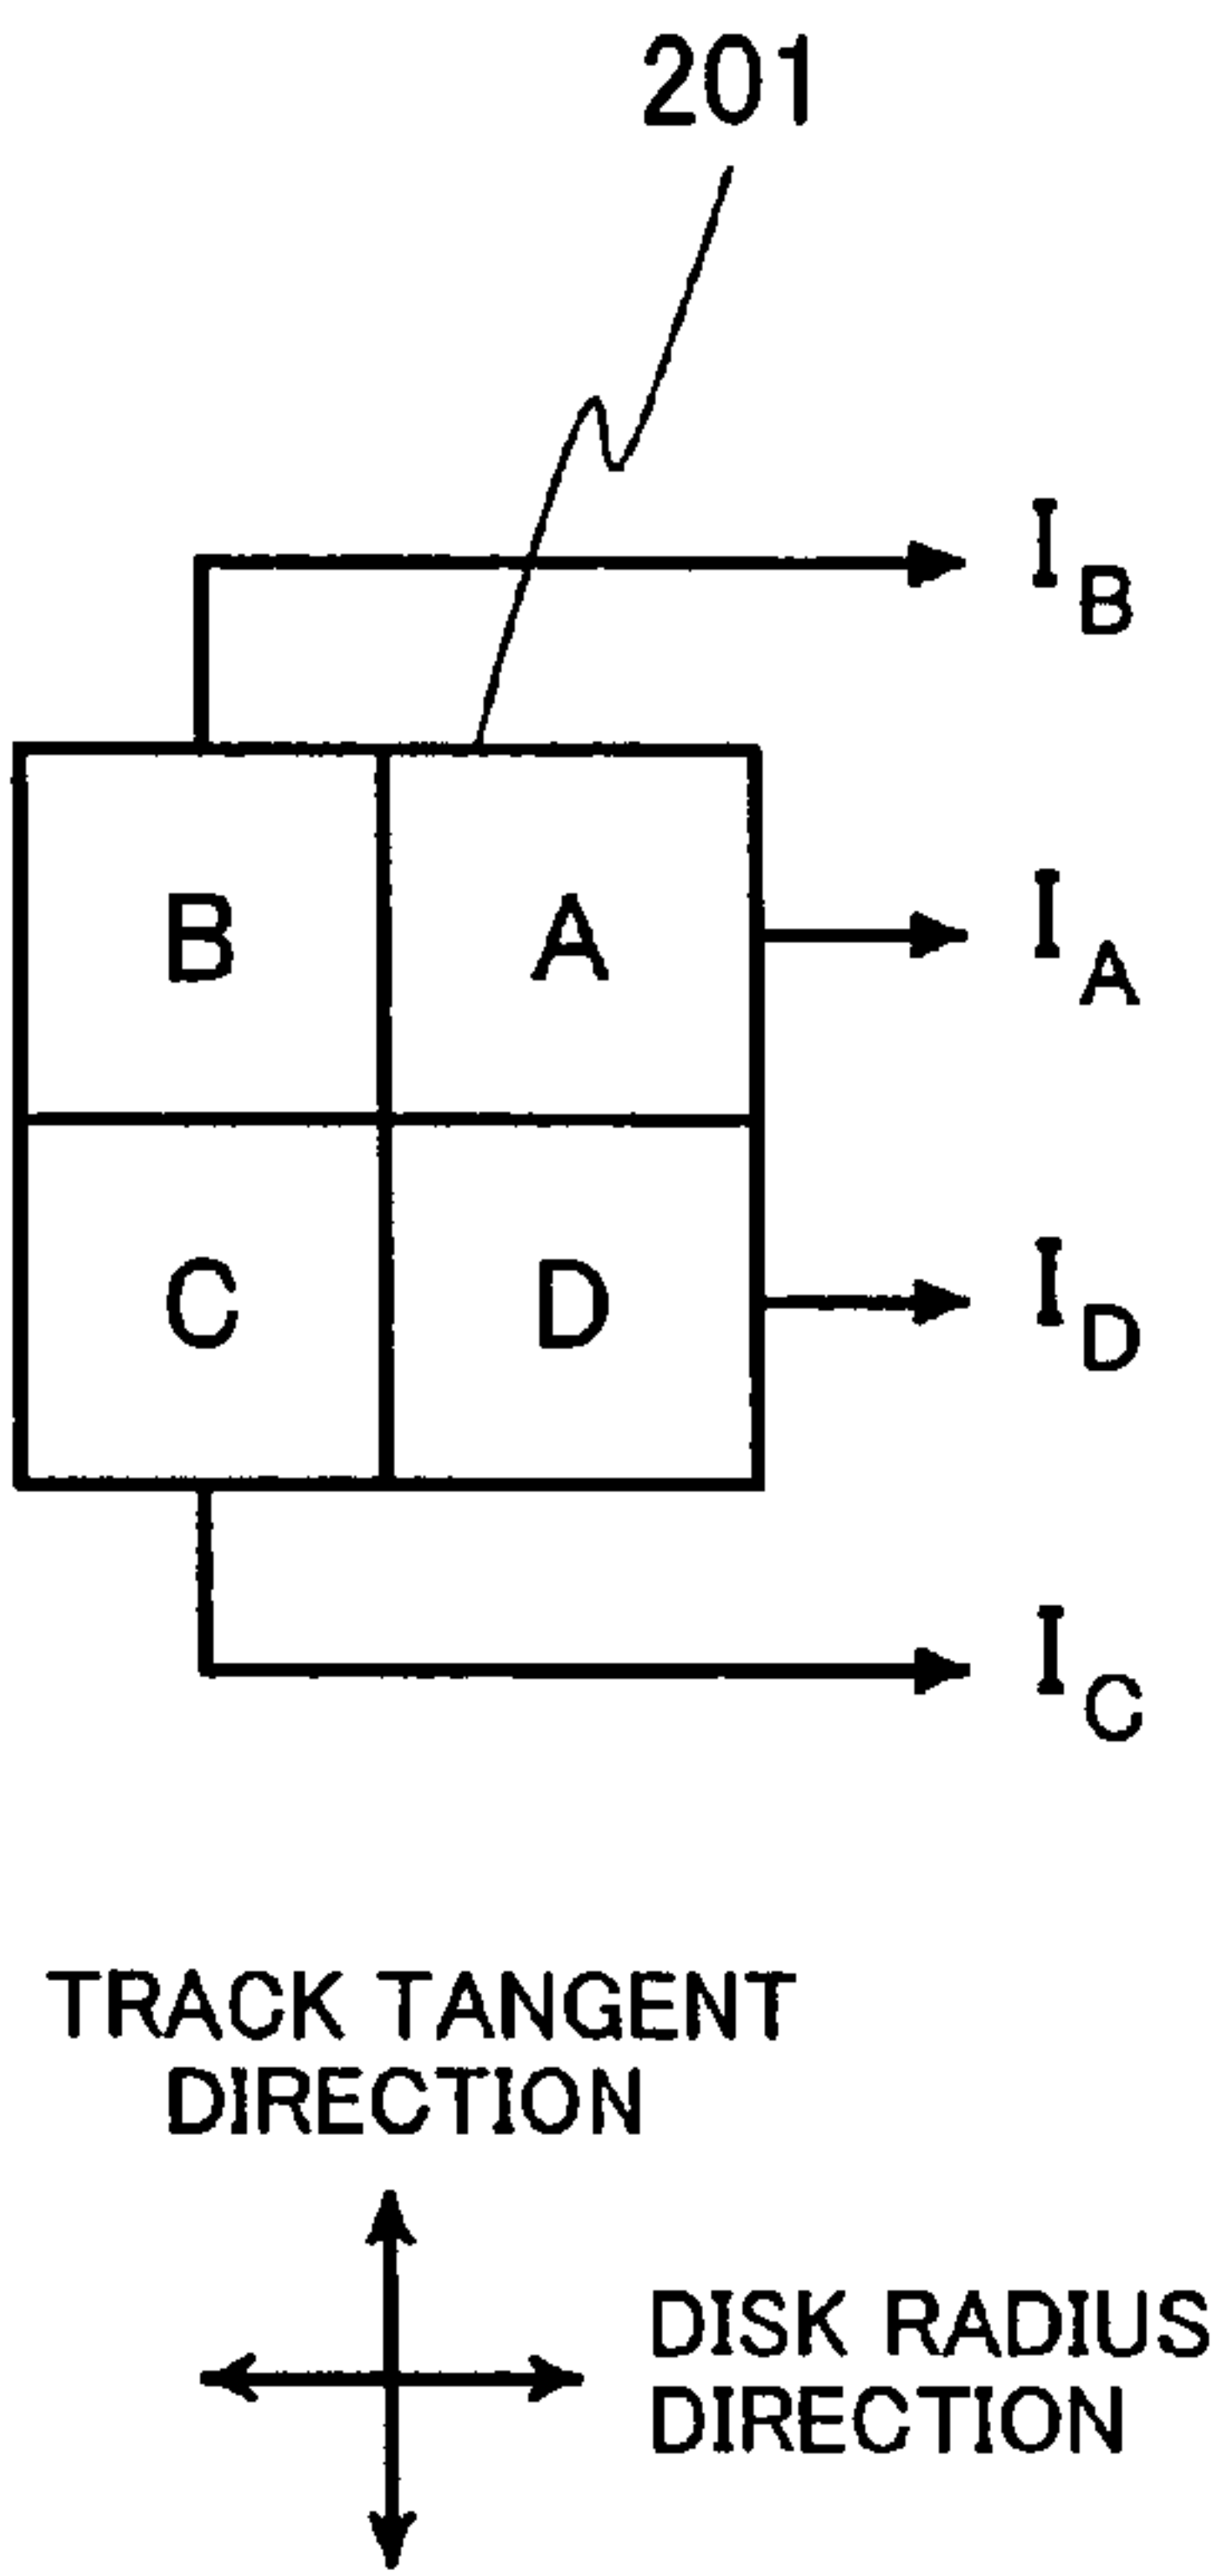 201
I_B
B
A
I_A
C
D
I_D
I_C
TRACK TANGENT
DIRECTION
DISK RADIUS
DIRECTION